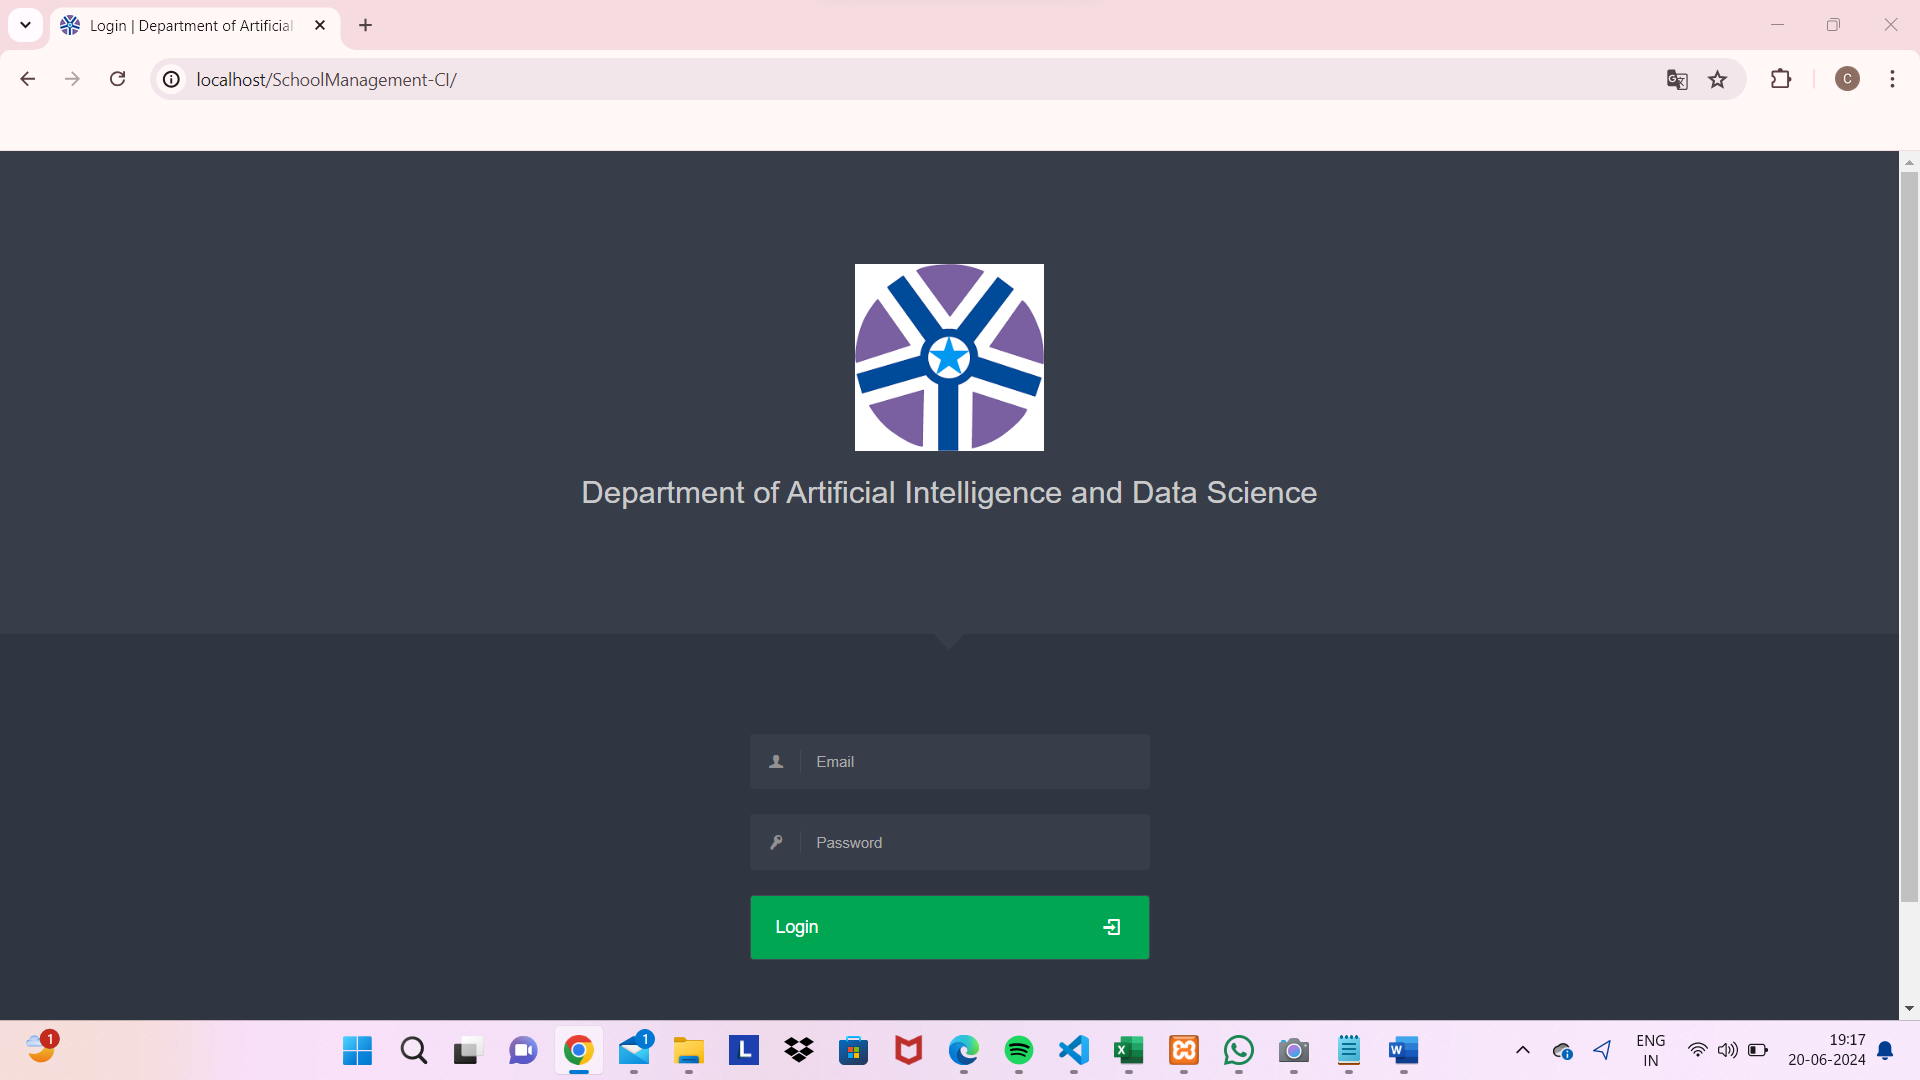 Login | Department of Artificial
localhost/SchoolManagement-CI/
C
Department of Artificial Intelligence and Data Science
Email
Password
Login
1
1
L
ENG
IN
19:17
20-06-2024